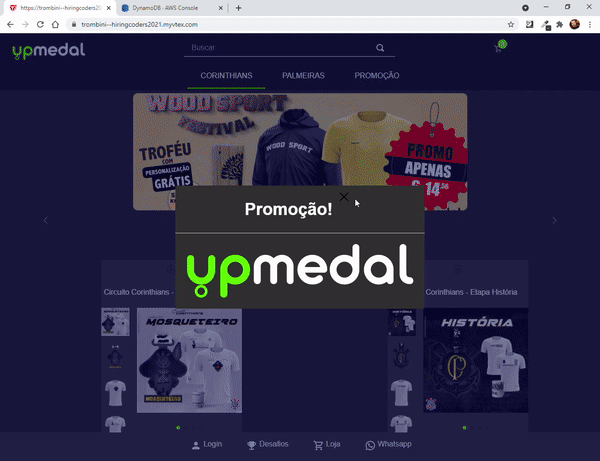 https://trombini--hiringcoders2
DynamoDB - AWS Console
trombini--hiringcoders2021.myvtex.com
upmedal
Buscar
CORINTHIANS
PALMEIRAS
PROMOÇÃO
WOOD SPORT
FESTIVAL
TROFÉU
COM
PERSONALIZAÇÃO
GRÁTIS
WOOD SPORT
PROMO
APENAS
Promoção!
upmedal
Circuito Corinthians -
Corinthians - Etapa História
MOSQUETEIRO
HISTÓRIA
MOSQUETEIRO
Login
Desafios
Loja
Whatsapp